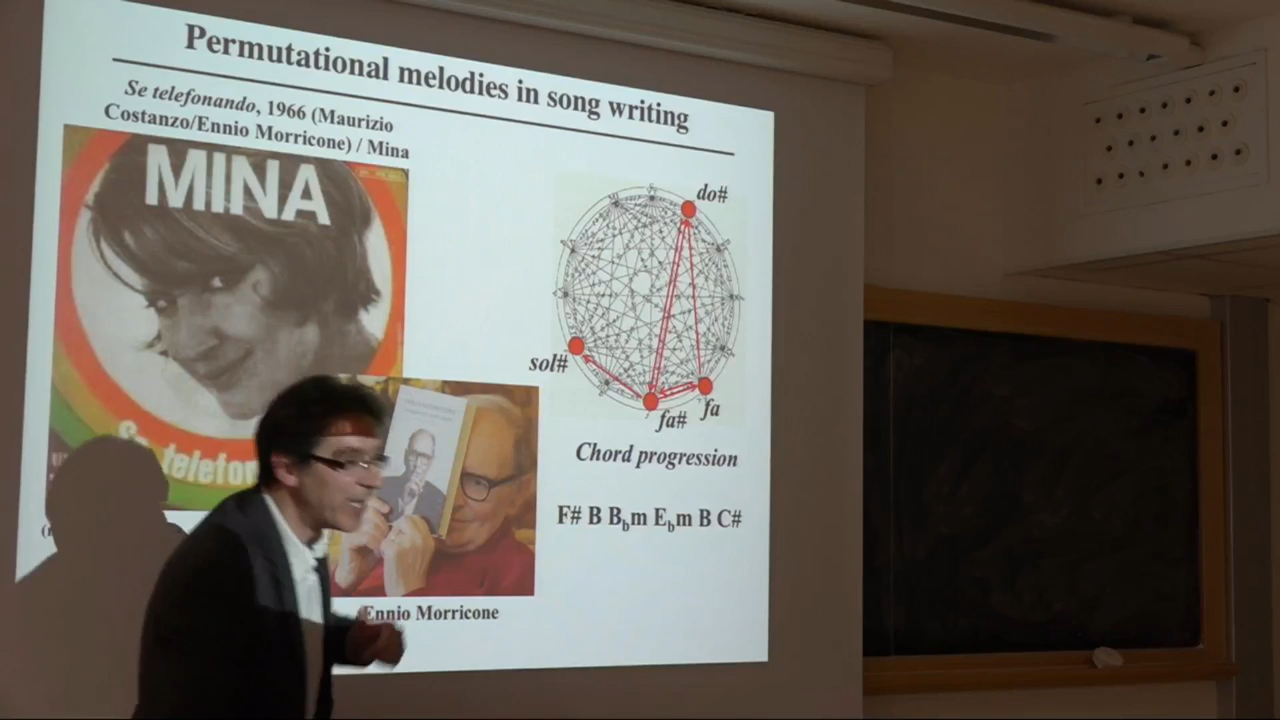 Permutational melodies in song writing
Se telefonando, 1966 (Maurizio
Costanzo/Ennio Morricone) / Mina
MINA
do#
sol#
fa#
fa
Chord progression
F# B Bbm Ebm B C#
Ennio Morricone